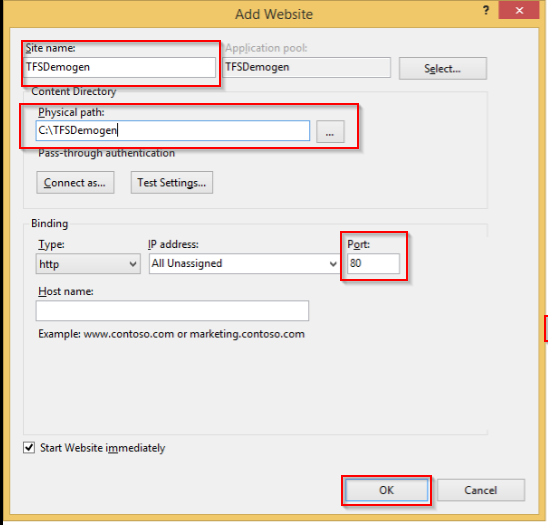 Add Website
? ×
Site name:
Application pool:
TFSDemogen
TFSDemogen
Select...
Content Directory
Physical path:
C:\TFSDemogen
...
Pass-through authentication
Connect as...
Test Settings...
Binding
Type:
IP address:
Port:
http
All Unassigned
80
Host name:
Example: www.contoso.com or marketing.contoso.com
Start Website immediately
OK
Cancel